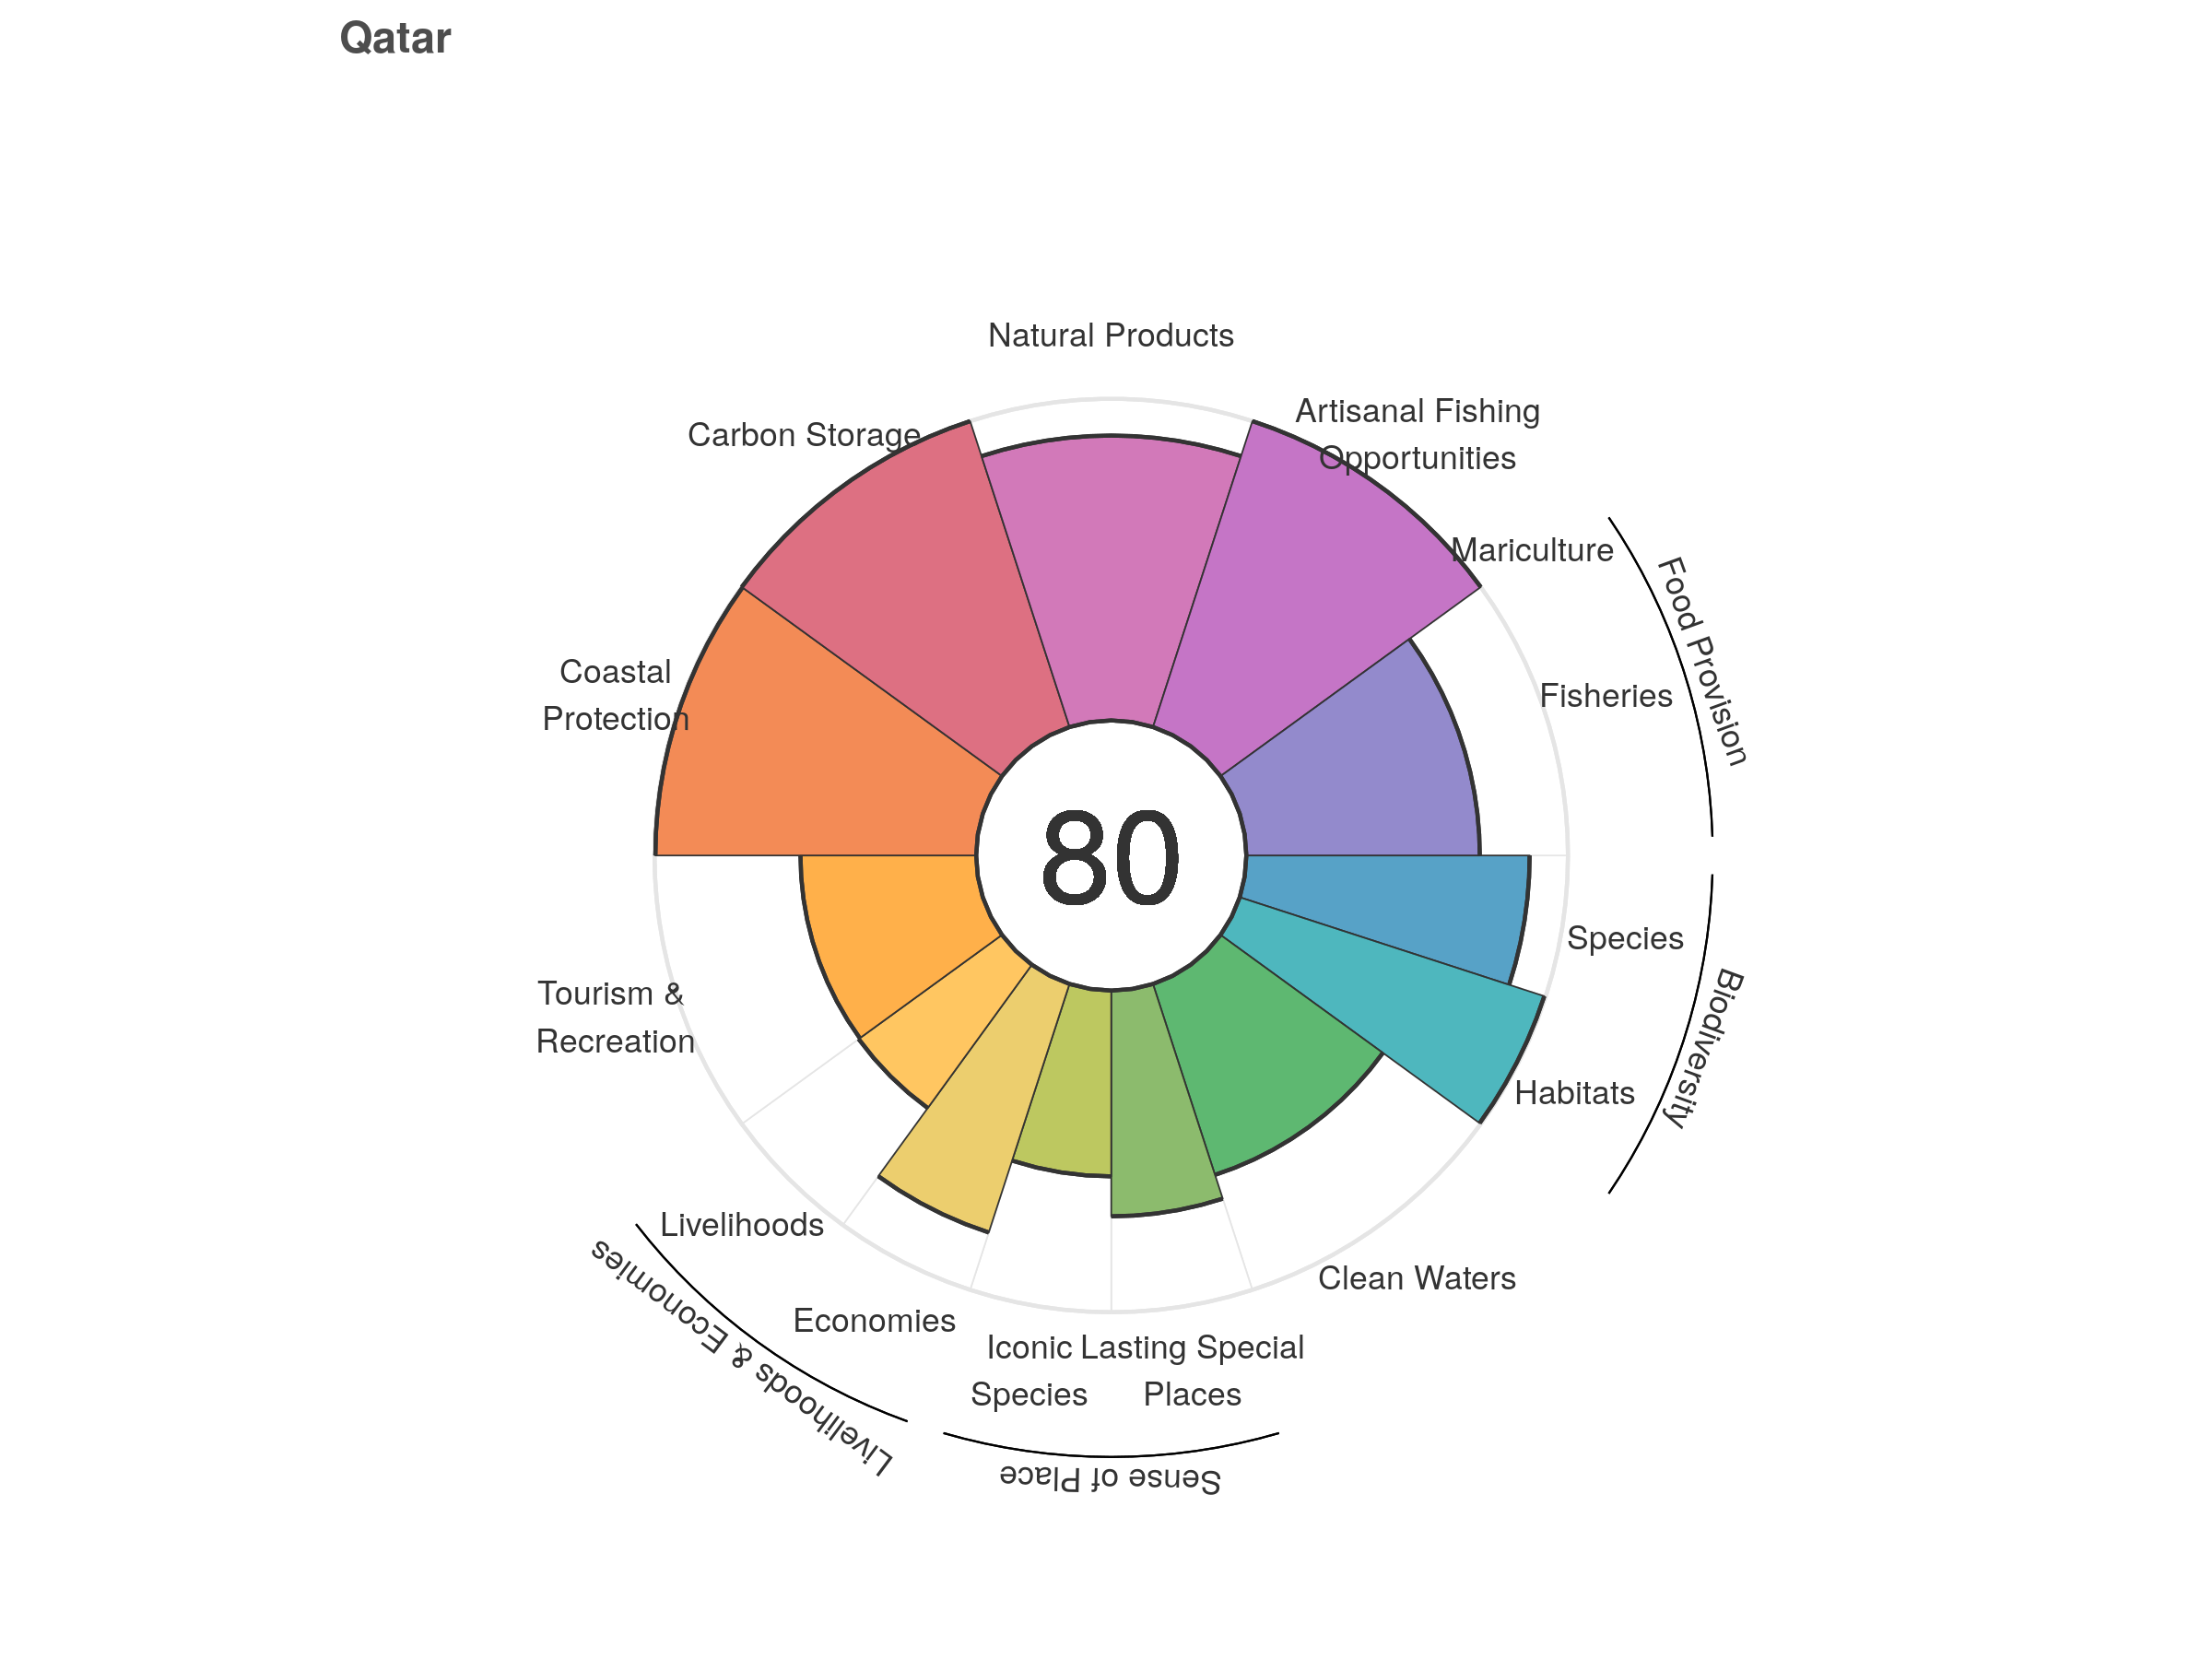 Qatar
Natural Products
Artisanal Fishing
Opportunities
Carbon Storage
Mariculture
Food Provision
Coastal
Protection
Fisheries
80
Species
Biodiversity
Tourism &
Recreation
Habitats
Livelihoods
Clean Waters
Livelihoods & Economies
Economies
Iconic
Species
Lasting Special
Places
Sense of Place